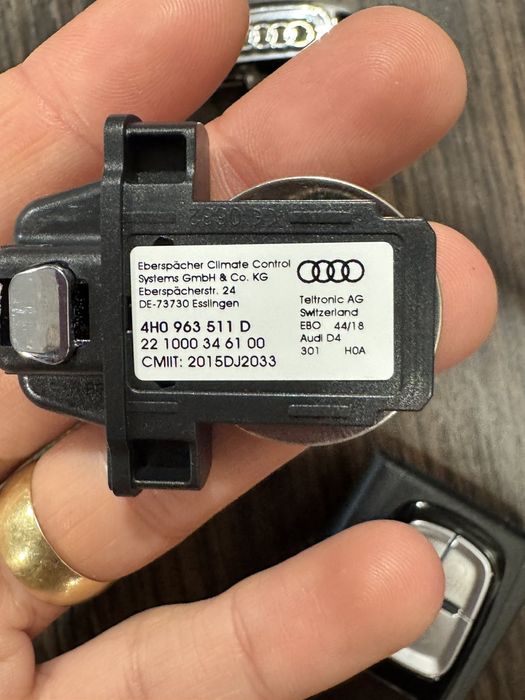 Eberspächer Climate Control
Systems GmbH & Co. KG
Eberspächerstr. 24
DE-73730 Esslingen
4H0 963 511 D
22 1000 34 61 00
CMIIT: 2015DJ2033
Teltronic AG
Switzerland
EBO 44/18
Audi D4
301 H0A